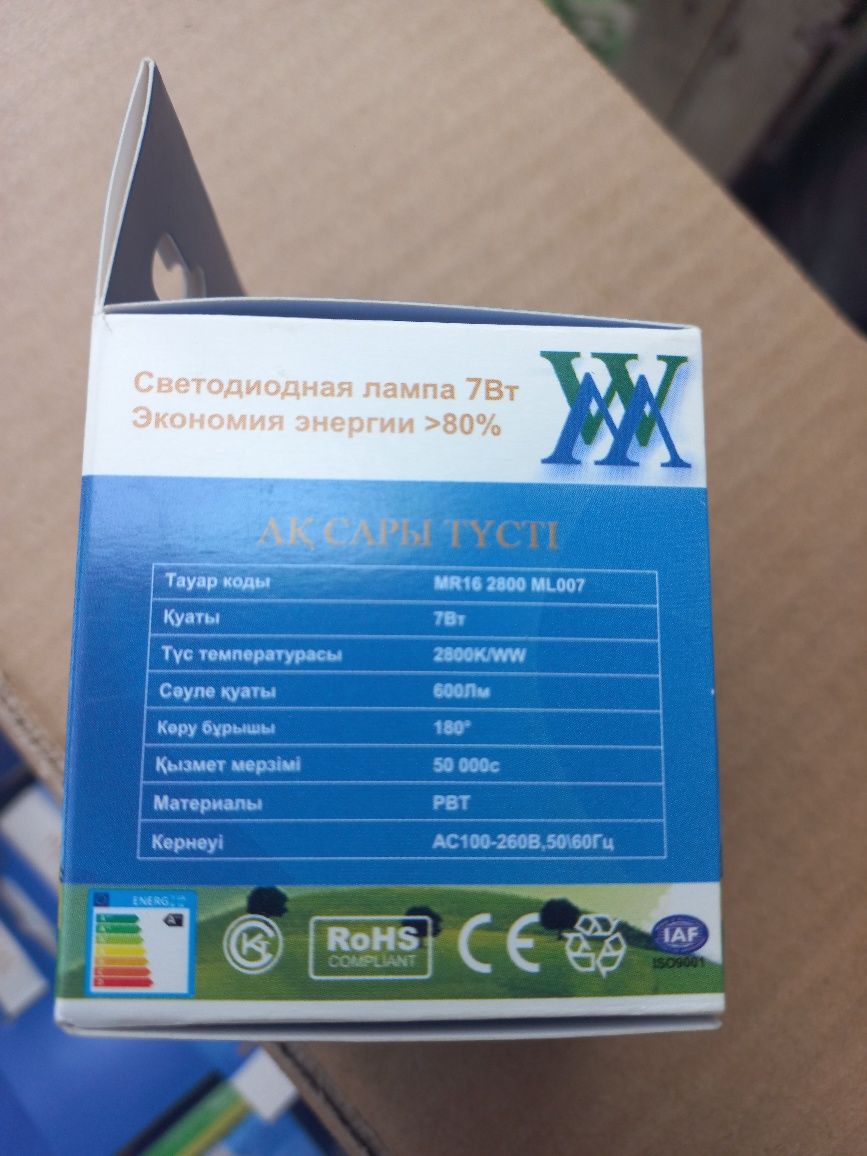 Светодиодная лампа 7Вт
Экономия энергии >80%
АҚ САРЫ ТҮСТІ
Тауар коды MR16 2800 ML007
Қуаты 7Вт
Түс температурасы 2800K/WW
Сәуле қуаты 600Лм
Көру бұрышы 180°
Қызмет мерзімі 50 000с
Материалы PBT
Кернеуі AC100-260В,50\60Гц
ENERG
RoHS
COMPLIANT
CE
IAF
ISO9001